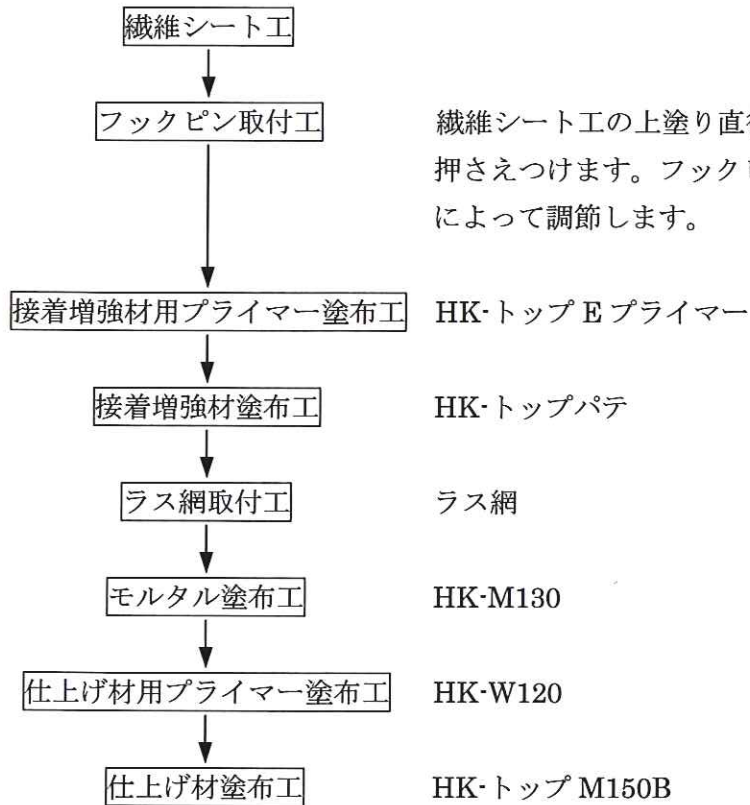 繊維シート工
フックピン取付工
繊維シート工の上塗り直
押さえつけます。フック
によって調節します。
接着増強材用プライマー塗布工 HK-トップ E プライマー
接着増強材塗布工 HK-トップパテ
ラス網取付工 ラス網
モルタル塗布工 HK-M130
仕上げ材用プライマー塗布工 HK-W120
仕上げ材塗布工 HK-トップ M150B